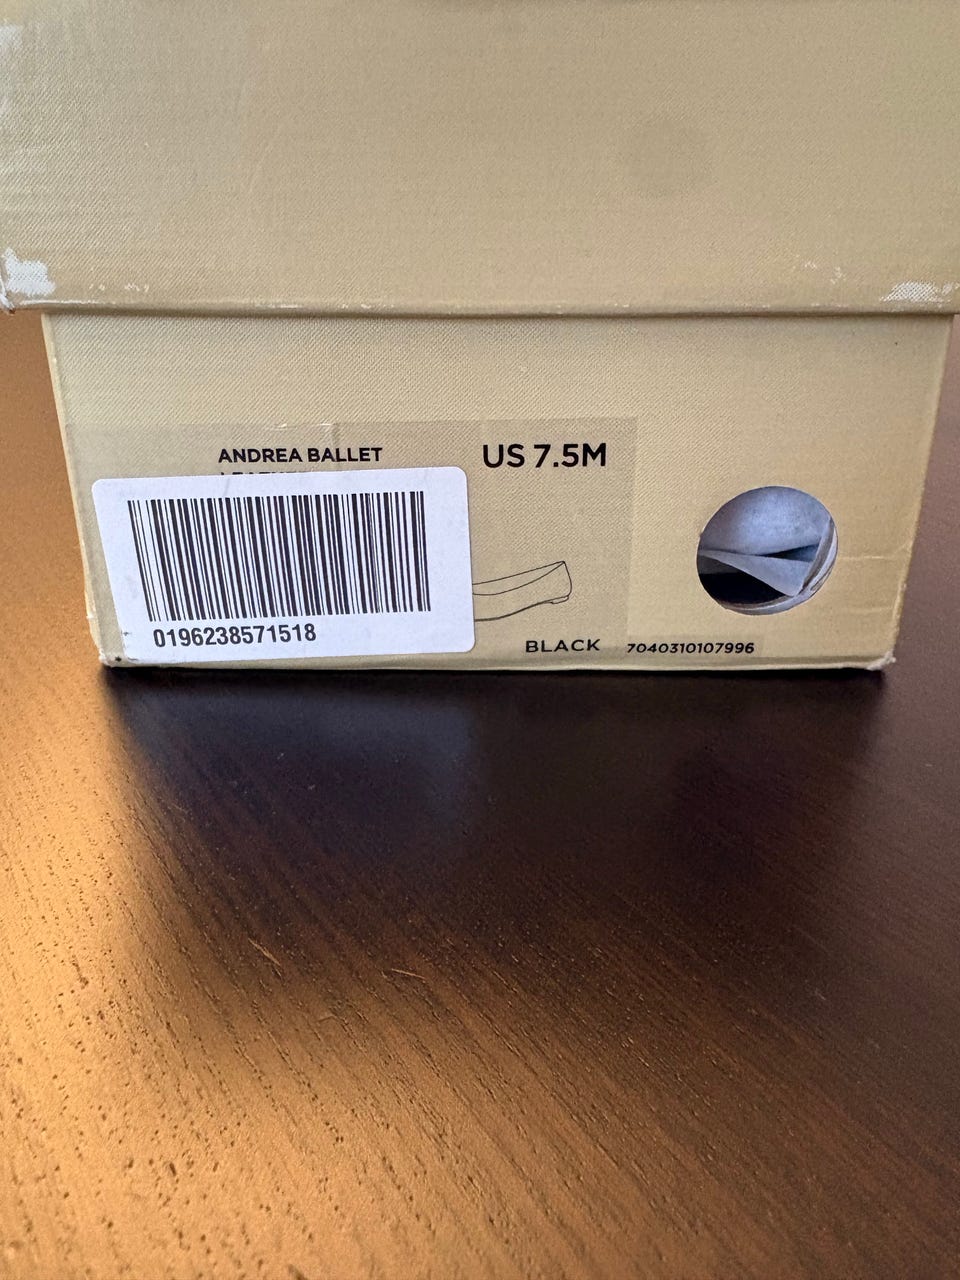 ANDREA BALLET
US 7.5M
0196238571518
BLACK 7040310107996